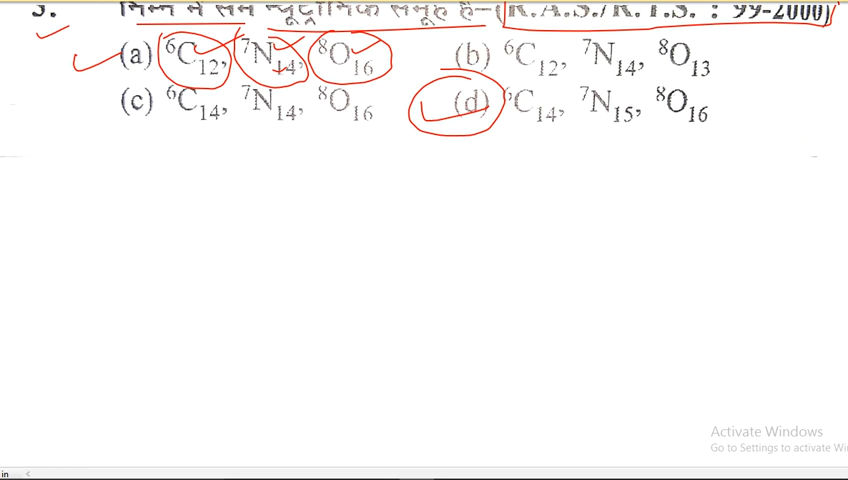 3. निम्न में सम न्यूट्रॉनिक समूह है–(R.A.S./R.T.S. : 99-2000)
(a) ⁶C₁₂, ⁷N₁₄, ⁸O₁₆ (b) ⁶C₁₂, ⁷N₁₄, ⁸O₁₃
(c) ⁶C₁₄, ⁷N₁₄, ⁸O₁₆ (d) ⁶C₁₄, ⁷N₁₅, ⁸O₁₆
Activate Windows
Go to Settings to activate Wi
in